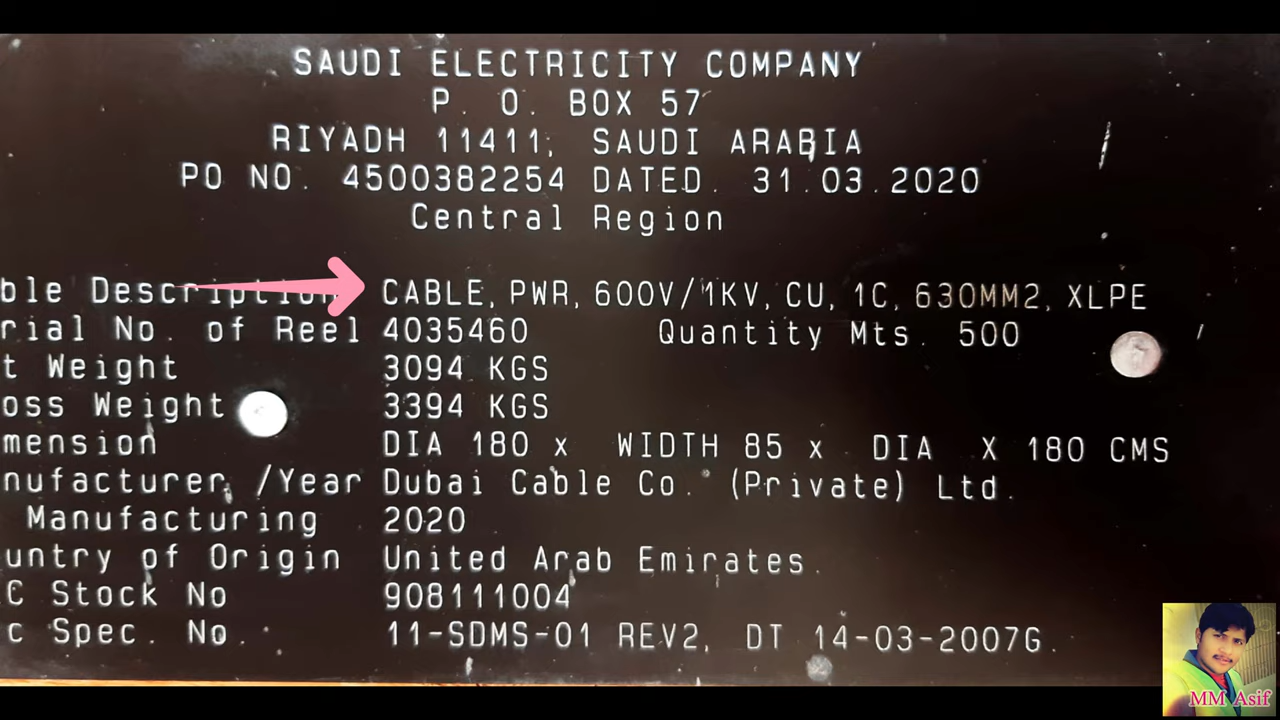 SAUDI ELECTRICITY COMPANY
P. O. BOX 57
RIYADH 11411, SAUDI ARABIA
PO NO. 4500382254 DATED. 31.03.2020
Central Region
ble Description CABLE, PWR, 600V/1KV, CU, 1C, 630MM2, XLPE
rial No. of Reel 4035460 Quantity Mts. 500
t Weight 3094 KGS
oss Weight 3394 KGS
mension DIA 180 x WIDTH 85 x DIA X 180 CMS
nufacturer /Year Dubai Cable Co. (Private) Ltd.
Manufacturing 2020
untry of Origin United Arab Emirates.
C Stock No 908111004
c Spec. No. 11-SDMS-01 REV2, DT 14-03-2007G.
MM Asif